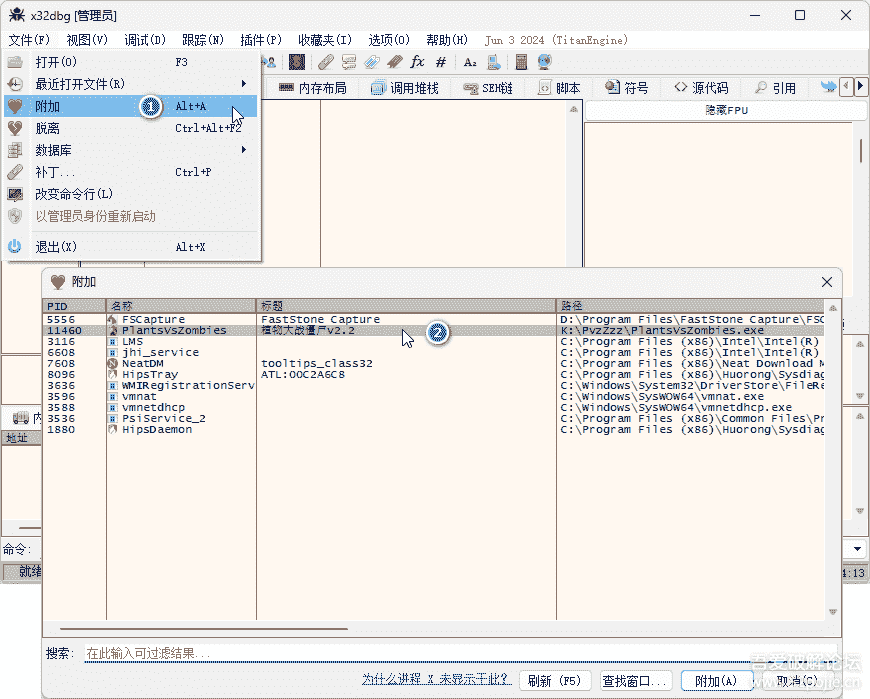 x32dbg [管理员]
文件(F) 视图(V) 调试(D) 跟踪(N) 插件(P) 收藏夹(I) 选项(O) 帮助(H) Jun 3 2024 (TitanEngine)
打开(O) F3
最近打开文件(R)
附加 ① Alt+A
脱离 Ctrl+Alt+F2
数据库
补丁... Ctrl+P
改变命令行(L)
以管理员身份重新启动
退出(X) Alt+X
fx # Az
内存布局 调用堆栈 SEH链 脚本 符号 源代码 引用
隐藏FPU
附加
PID 名称 标题 路径
5556 FSCapture FastStone Capture D:\Program Files\FastStone Capture\FSC
11460 PlantsVsZombies 植物大战僵尸v2.2 ② K:\PvzZzz\PlantsVsZombies.exe
3116 LMS C:\Program Files (x86)\Intel\Intel(R)
6608 jhi_service C:\Program Files (x86)\Intel\Intel(R)
7608 NeatDM tooltips_class32 C:\Program Files (x86)\Neat Download M
8096 HipsTray ATL:00C2A6C8 C:\Program Files (x86)\Huorong\Sysdiag
3636 WMIRegistrationServ C:\Windows\System32\DriverStore\FileRe
3596 vmnat C:\Windows\SysWOW64\vmnat.exe
3588 vmnetdhcp C:\Windows\SysWOW64\vmnetdhcp.exe
3536 PsiService_2 C:\Program Files (x86)\Common Files\Pr
1880 HipsDaemon C:\Program Files (x86)\Huorong\Sysdiag
内
地址
命令:
就绪
4:13
搜索: 在此输入可过滤结果...
为什么进程 X 未显示于此? 刷新 (F5) 查找窗口... 附加(A) 取消(C)
吾爱破解论坛
www.52pojie.cn